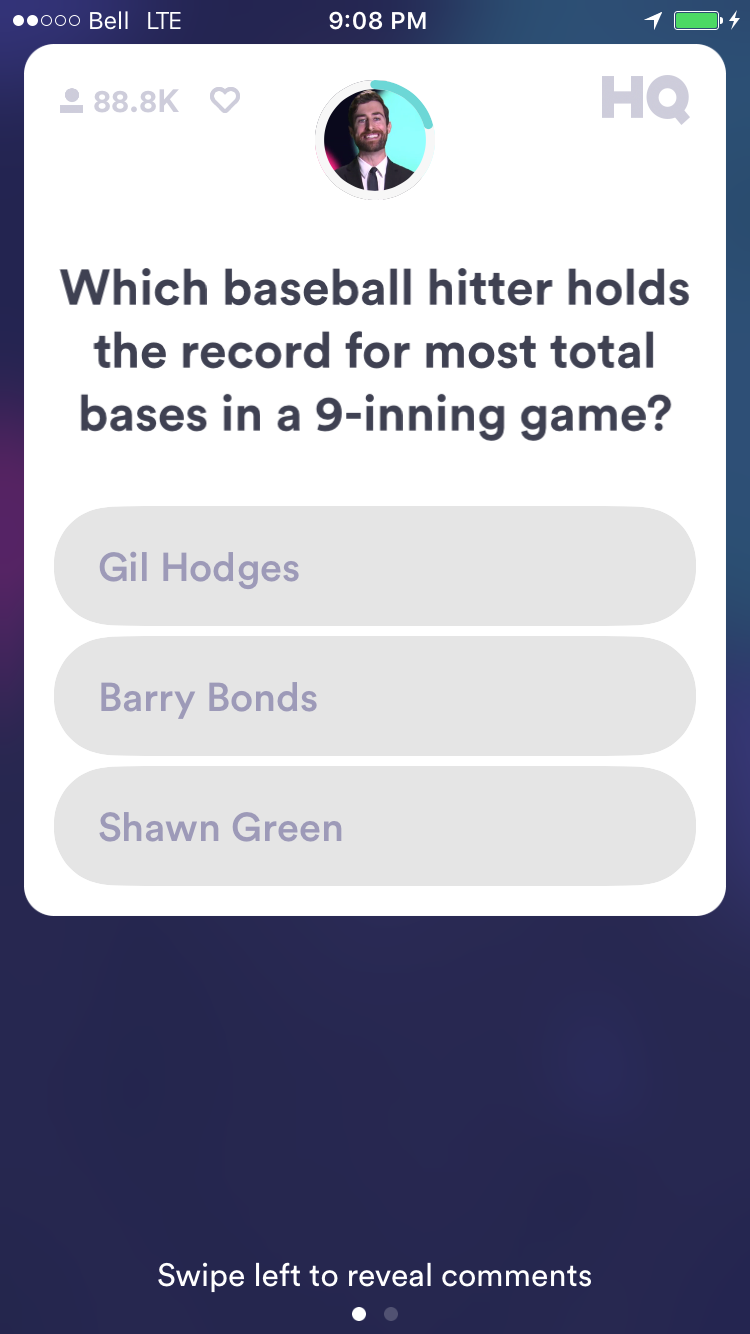 Bell LTE 9:08 PM
88.8K HQ
Which baseball hitter holds
the record for most total
bases in a 9-inning game?
Gil Hodges
Barry Bonds
Shawn Green
Swipe left to reveal comments